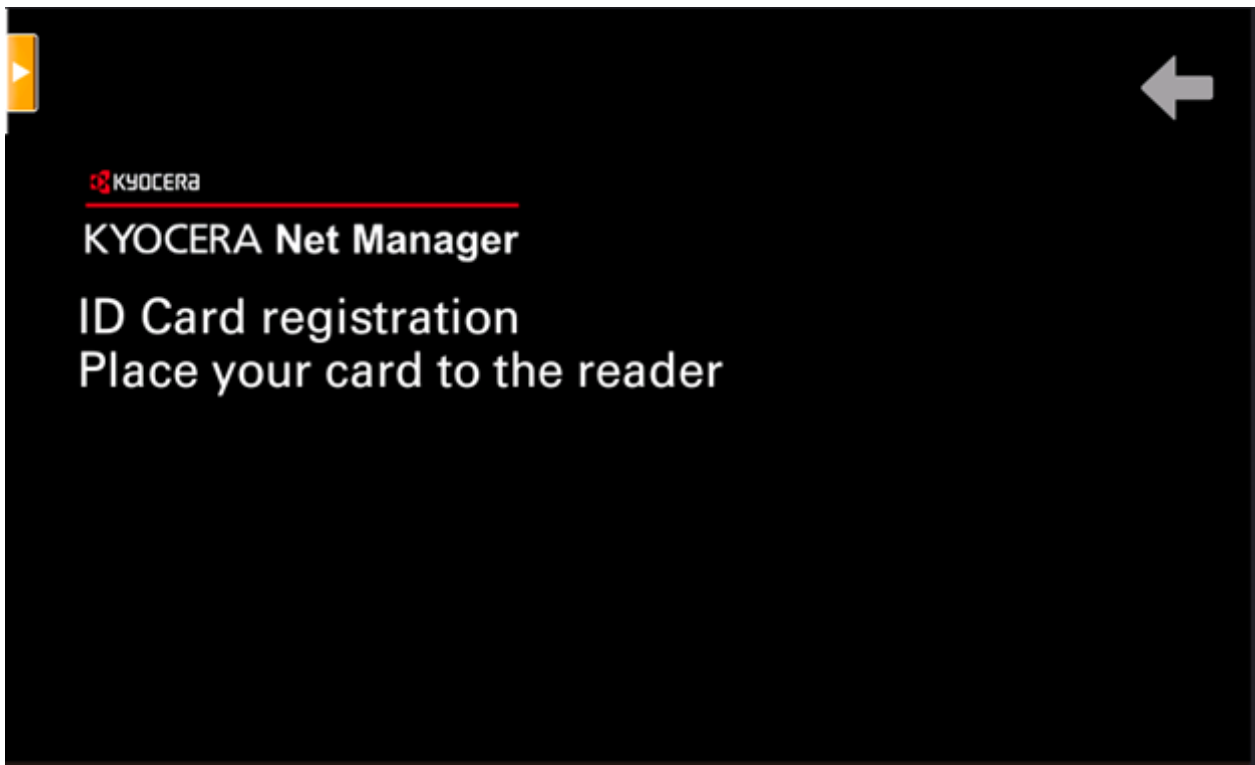 KYOCERA
KYOCERA Net Manager
ID Card registration
Place your card to the reader